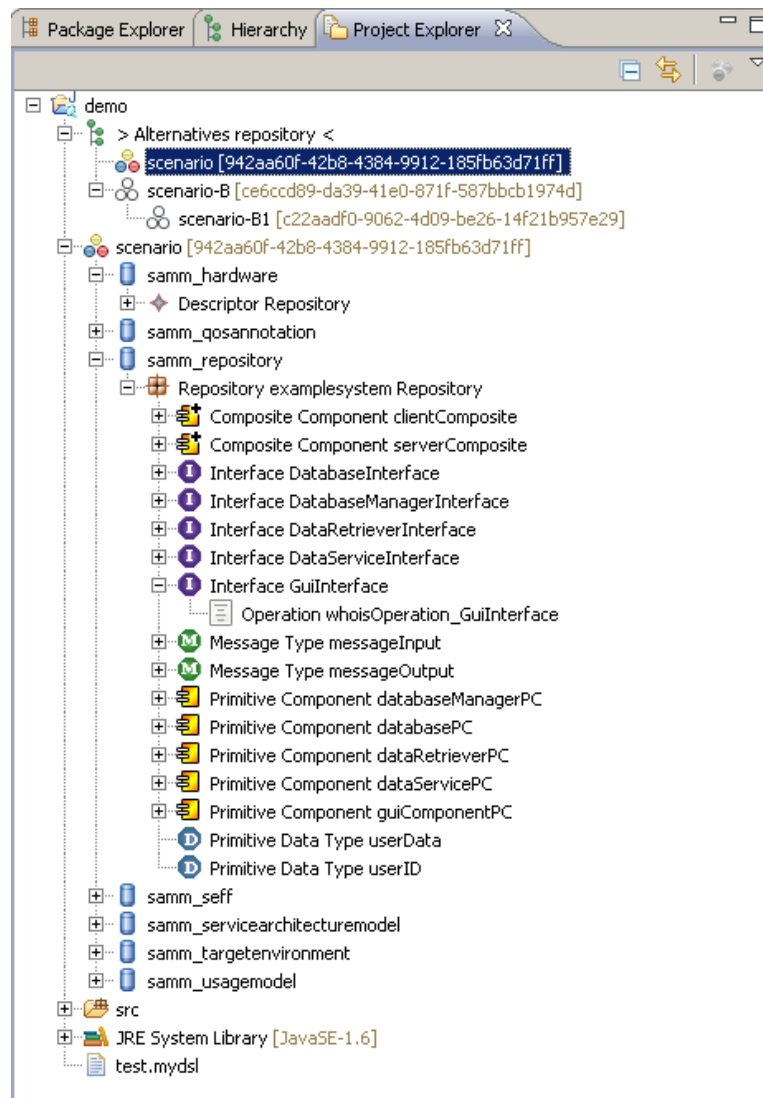 Package Explorer Hierarchy Project Explorer
demo
> Alternatives repository <
scenario [942aa60f-42b8-4384-9912-185fb63d71ff]
scenario-B [ce6ccd89-da39-41e0-871f-587bbcb1974d]
scenario-B1 [c22aadf0-9062-4d09-be26-14f21b957e29]
scenario [942aa60f-42b8-4384-9912-185fb63d71ff]
samm_hardware
Descriptor Repository
samm_qosannotation
samm_repository
Repository examplesystem Repository
Composite Component clientComposite
Composite Component serverComposite
Interface DatabaseInterface
Interface DatabaseManagerInterface
Interface DataRetrieverInterface
Interface DataServiceInterface
Interface GuiInterface
Operation whoisOperation_GuiInterface
Message Type messageInput
Message Type messageOutput
Primitive Component databaseManagerPC
Primitive Component databasePC
Primitive Component dataRetrieverPC
Primitive Component dataServicePC
Primitive Component guiComponentPC
Primitive Data Type userData
Primitive Data Type userID
samm_seff
samm_servicearchitecturemodel
samm_targetenvironment
samm_usagemodel
src
JRE System Library [JavaSE-1.6]
test.mydsl